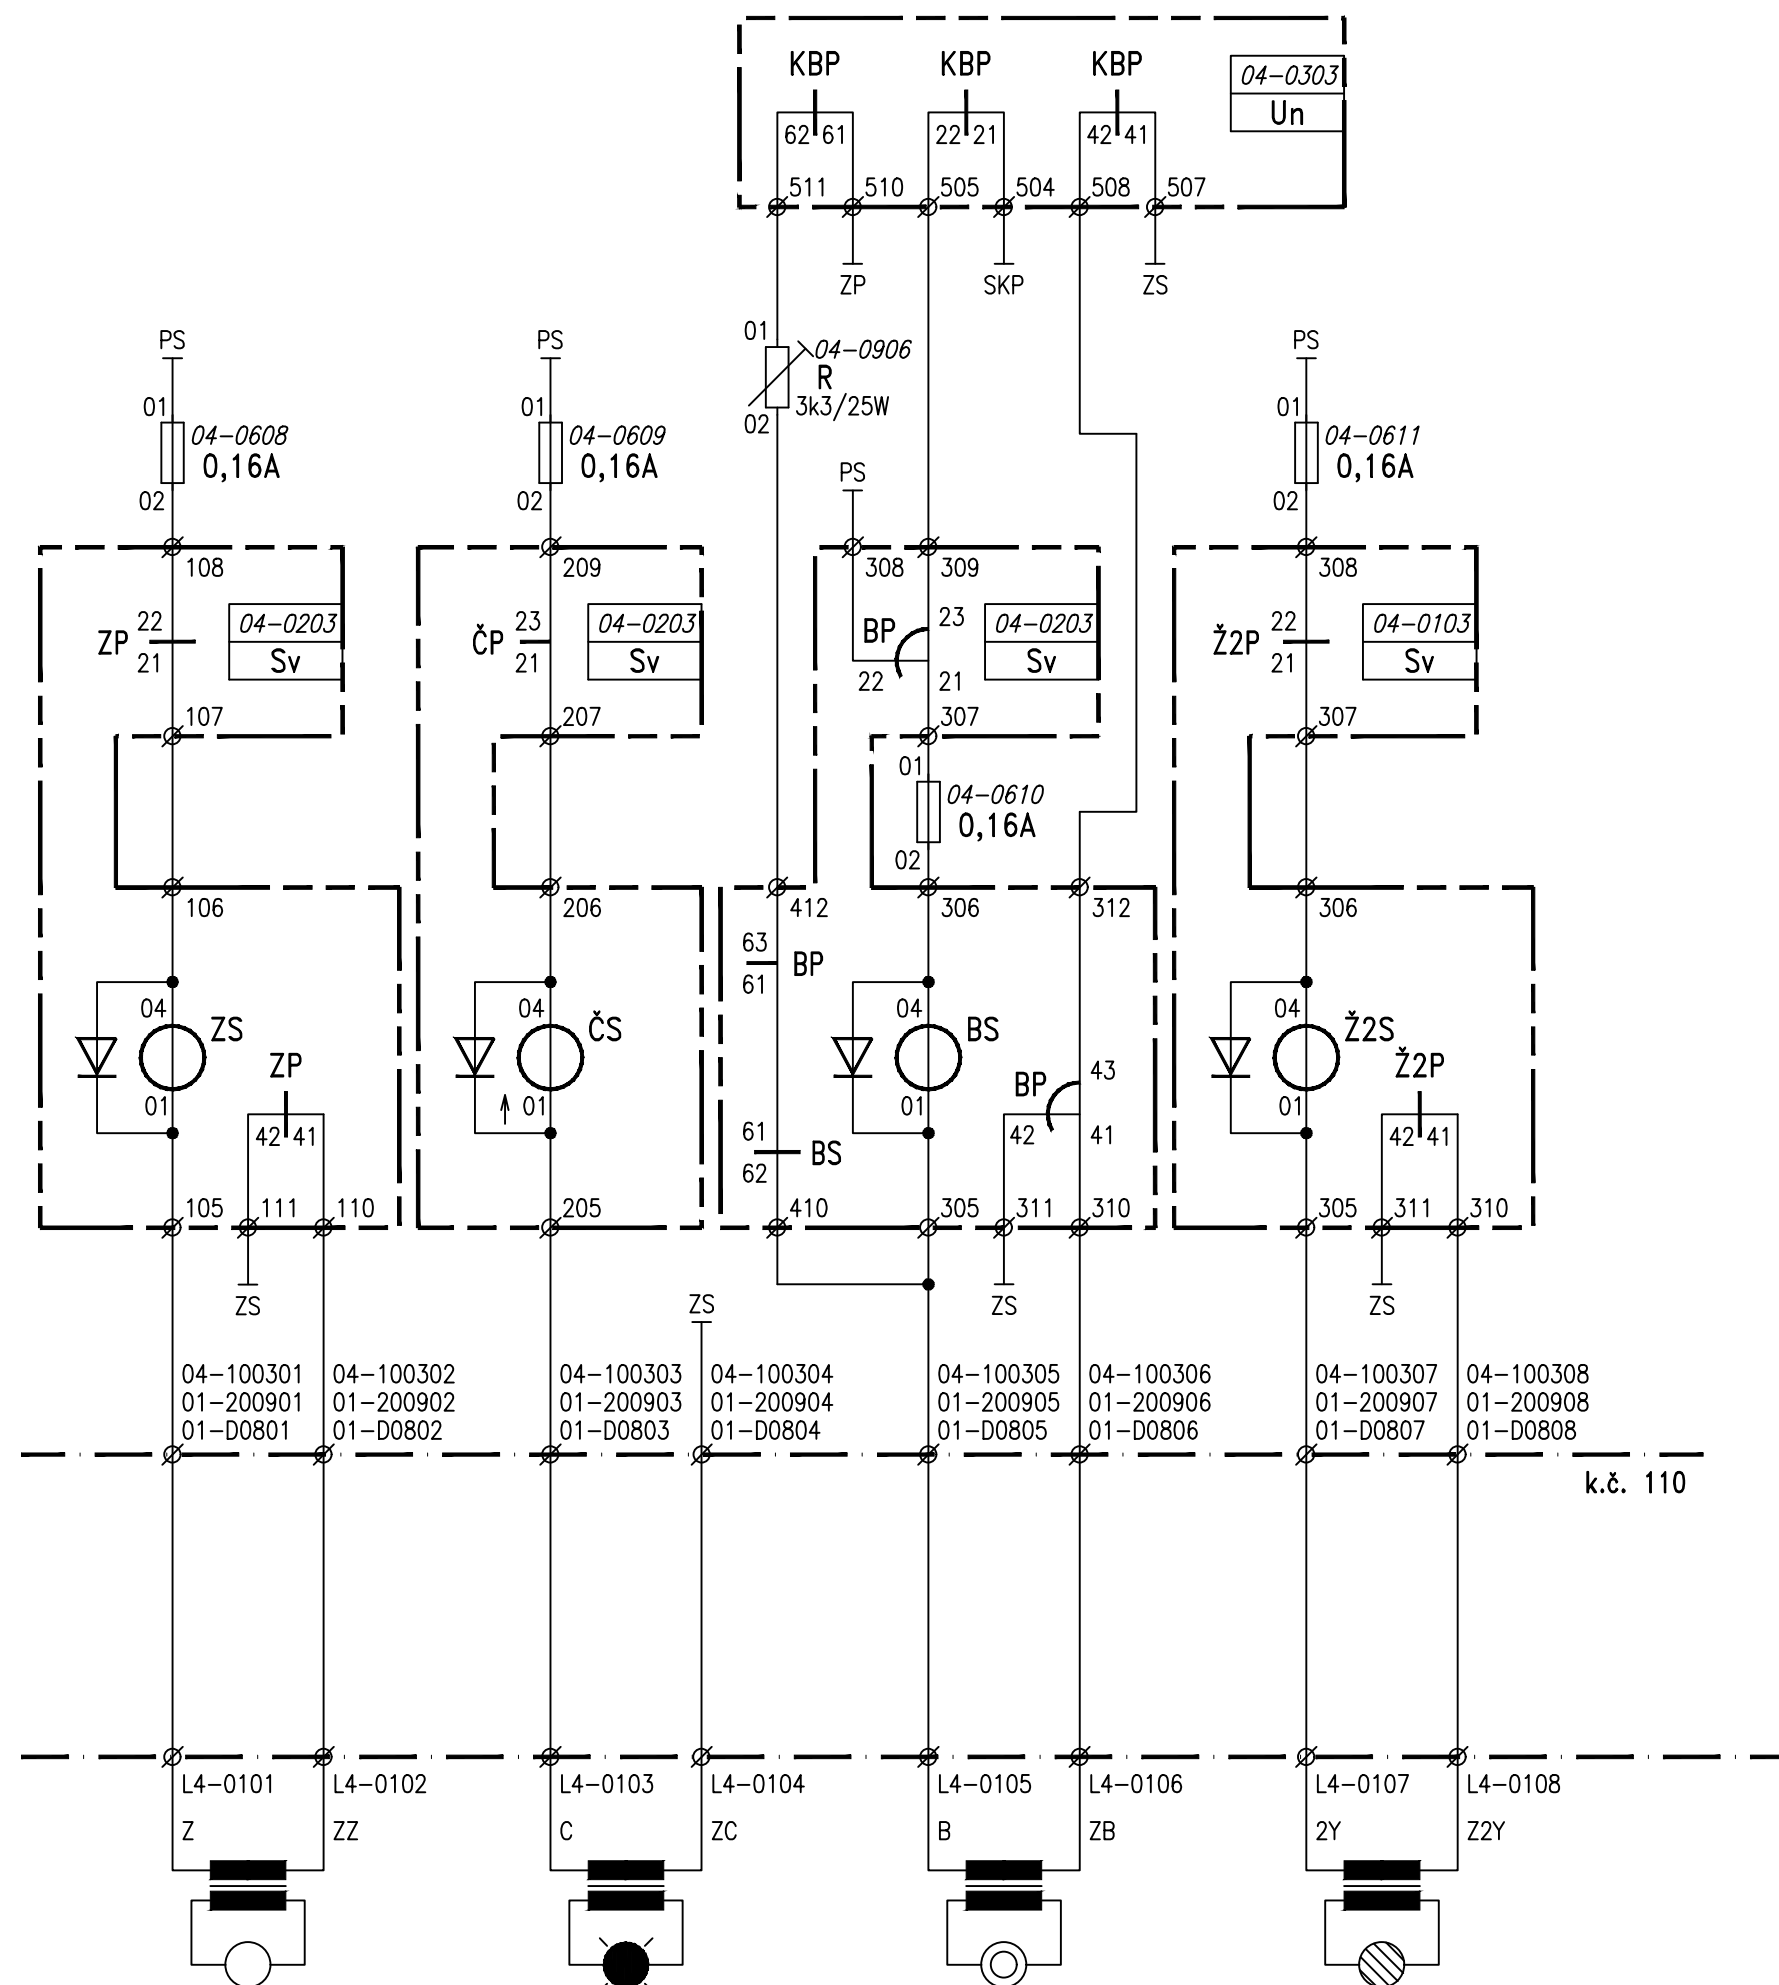 KBP KBP KBP
04-0303
Un
62 61 22 21 42 41
511 510 505 504 508 507
ZP SKP ZS
PS PS PS
01 04-0906
R
3k3/25W
02
01 01 01
04-0608 04-0609 04-0611
0,16A 0,16A 0,16A
02 02 02
PS
108 209 308 309 308
ZP 22 21 04-0203 Sv
ČP 23 21 04-0203 Sv
BP 23 22 21 04-0203 Sv
Ž2P 22 21 04-0103 Sv
107 207 307 307
01
04-0610
0,16A
02
106 206 412 306 312 306
63
BP
61
04 04 04 04
ZS ČS BS Ž2S
ZP BP 43 Ž2P
01 01 01 01
42 41 61 42 41 42 41
BS
62
105 111 110 205 410 305 311 310 305 311 310
ZS ZS ZS ZS
04-100301 04-100302 04-100303 04-100304 04-100305 04-100306 04-100307 04-100308
01-200901 01-200902 01-200903 01-200904 01-200905 01-200906 01-200907 01-200908
01-D0801 01-D0802 01-D0803 01-D0804 01-D0805 01-D0806 01-D0807 01-D0808
k.č. 110
L4-0101 L4-0102 L4-0103 L4-0104 L4-0105 L4-0106 L4-0107 L4-0108
Z ZZ C ZC B ZB 2Y Z2Y